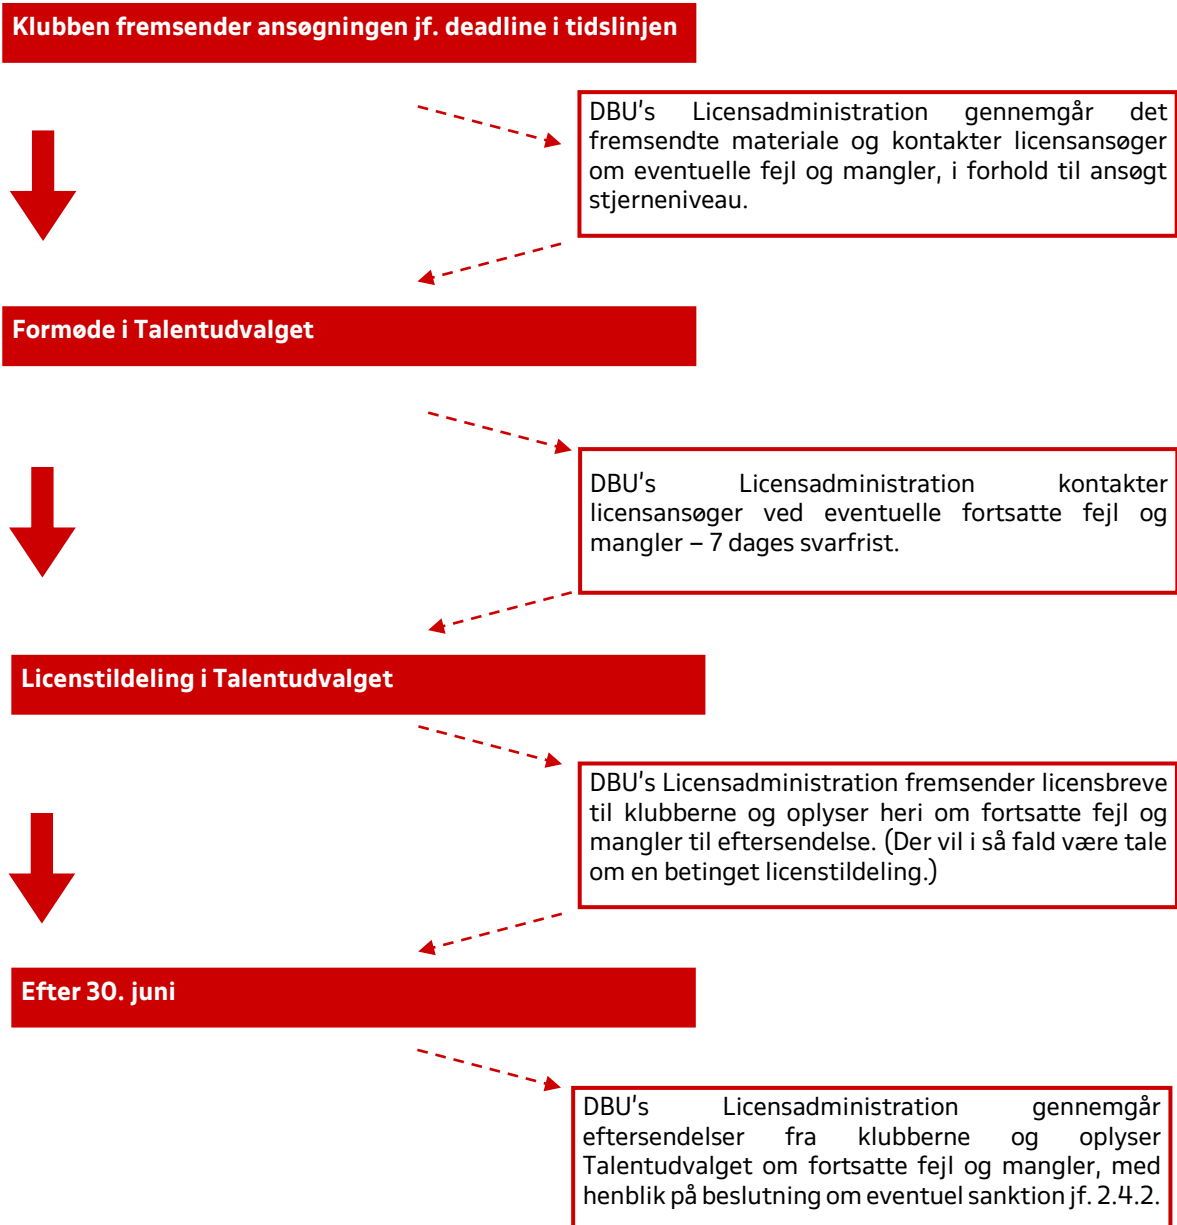 Klubben fremsender ansøgningen jf. deadline i tidslinjen
DBU's Licensadministration gennemgår det
fremsendte materiale og kontakter licensansøger
om eventuelle fejl og mangler, i forhold til ansøgt
stjerneniveau.
Formøde i Talentudvalget
DBU's Licensadministration kontakter
licensansøger ved eventuelle fortsatte fejl og
mangler – 7 dages svarfrist.
Licenstildeling i Talentudvalget
DBU's Licensadministration fremsender licensbreve
til klubberne og oplyser heri om fortsatte fejl og
mangler til eftersendelse. (Der vil i så fald være tale
om en betinget licenstildeling.)
Efter 30. juni
DBU's Licensadministration gennemgår
eftersendelser fra klubberne og oplyser
Talentudvalget om fortsatte fejl og mangler, med
henblik på beslutning om eventuel sanktion jf. 2.4.2.